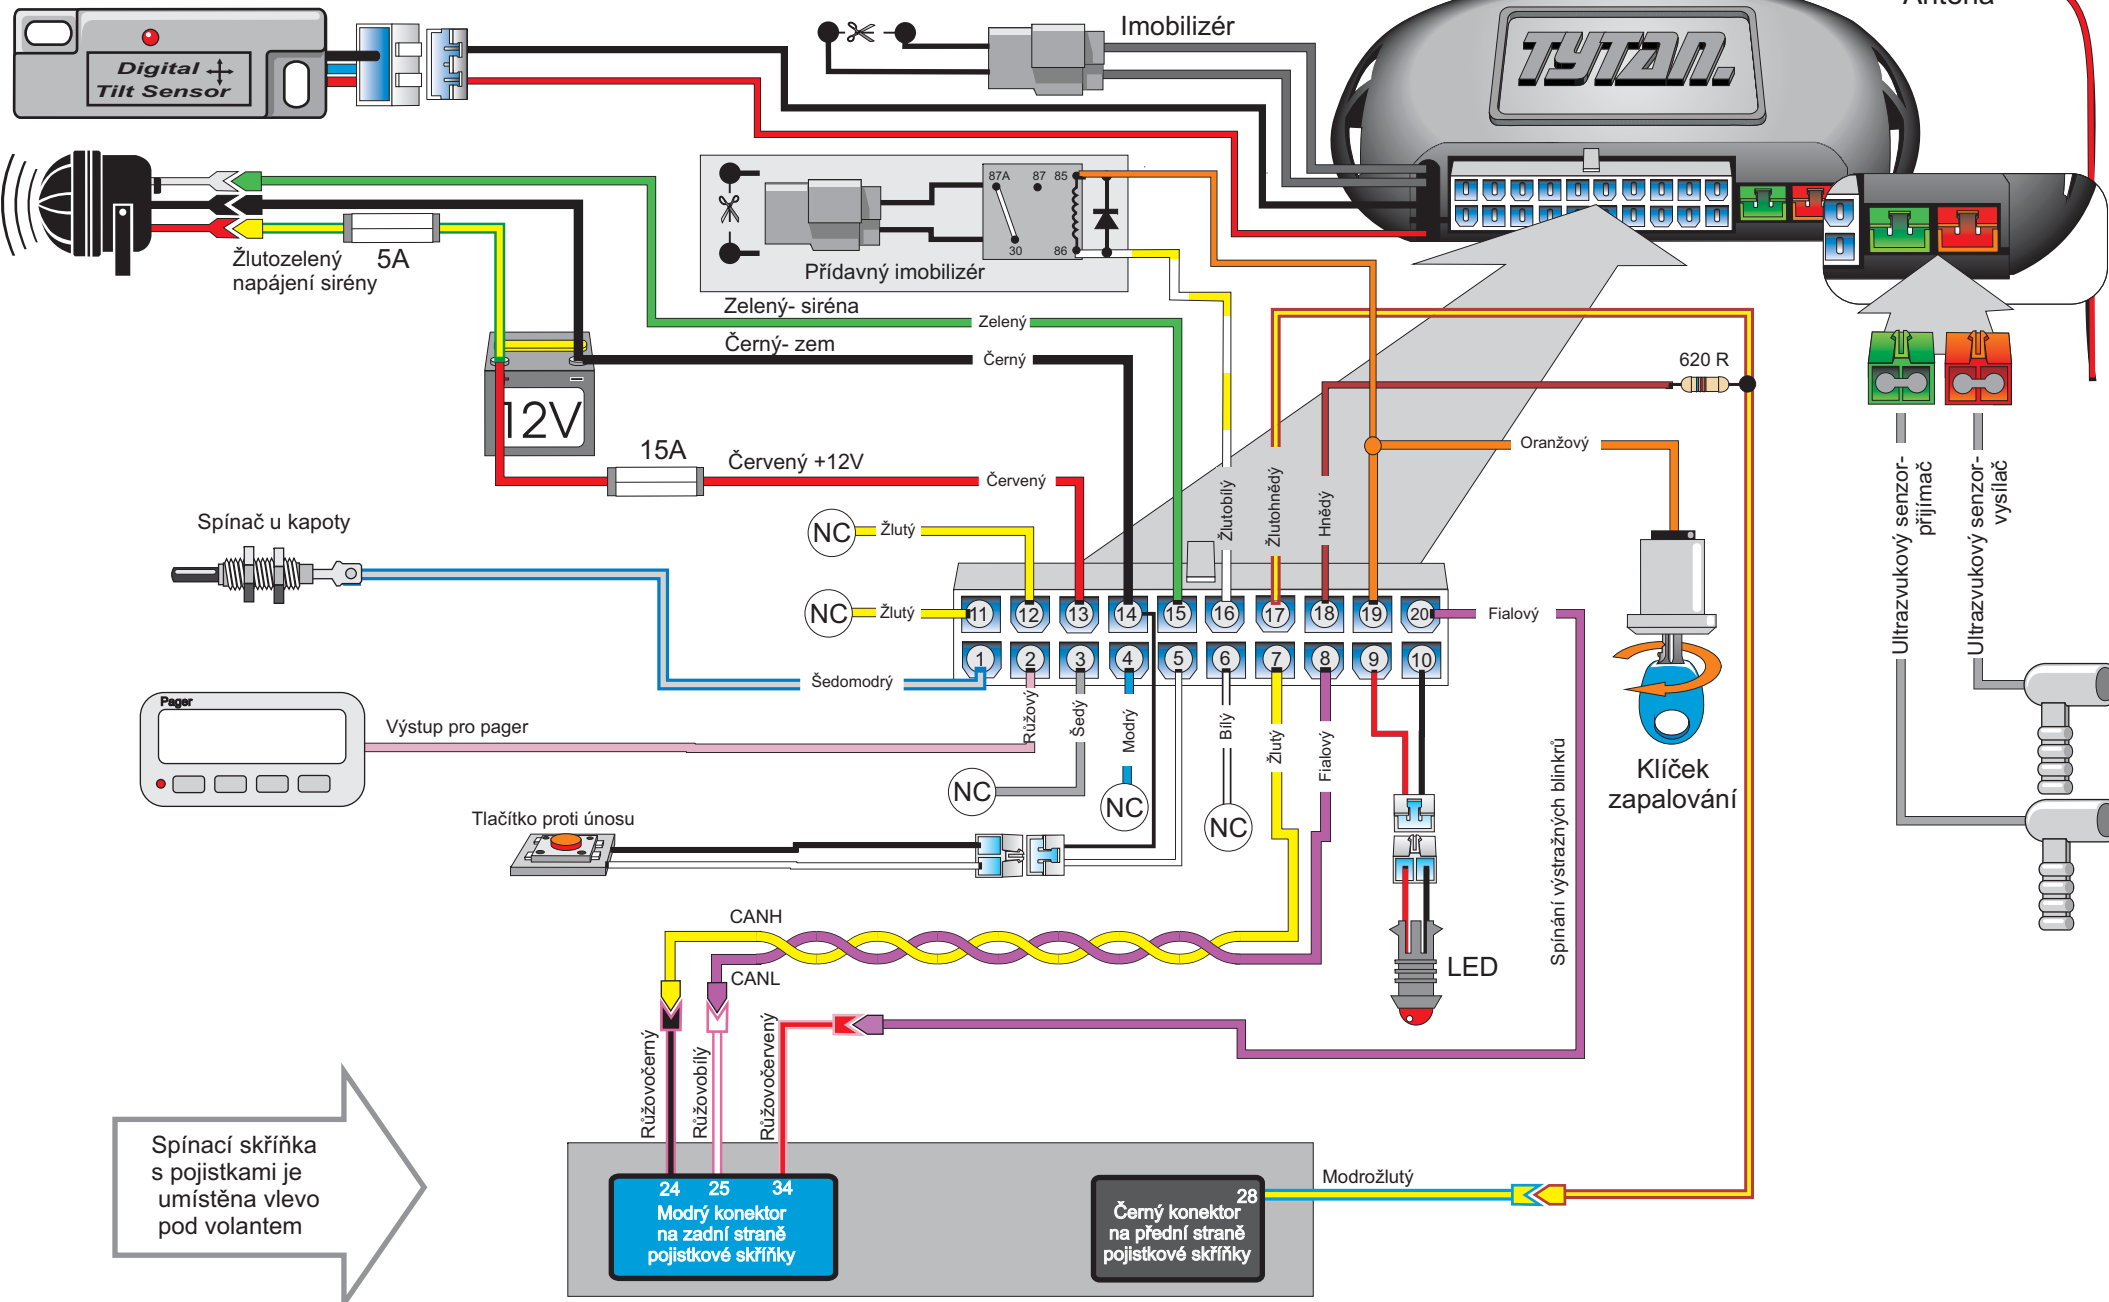 Anténa
Imobilizér
TYTAN.
Digital
Tilt Sensor
87A
87
85
30
86
Přídavný imobilizér
Žlutozelený
napájení sirény
5A
Zelený- siréna
Zelený
Černý- zem
Černý
620 R
12V
15A
Červený +12V
Červený
Oranžový
Žlutobílý
Žlutohnědý
Hnědý
Ultrazvukový senzor-
přijímač
Ultrazvukový senzor-
vysílač
Spínač u kapoty
NC
Žlutý
NC
Žlutý
11
12
13
14
15
16
17
18
19
20
Fialový
1
2
3
4
5
6
7
8
9
10
Šedomodrý
Pager
Výstup pro pager
Růžový
Šedý
Modrý
Bílý
Žlutý
Fialový
NC
NC
NC
Klíček
zapalování
Tlačítko proti únosu
Spínání výstražných blinkrů
CANH
CANL
LED
Růžovočerný
Růžovobílý
Růžovočervený
Spínací skříňka
s pojistkami je
umístěna vlevo
pod volantem
24
25
34
Modrý konektor
na zadní straně
pojistkové skříňky
28
Černý konektor
na přední straně
pojistkové skříňky
Modrožlutý